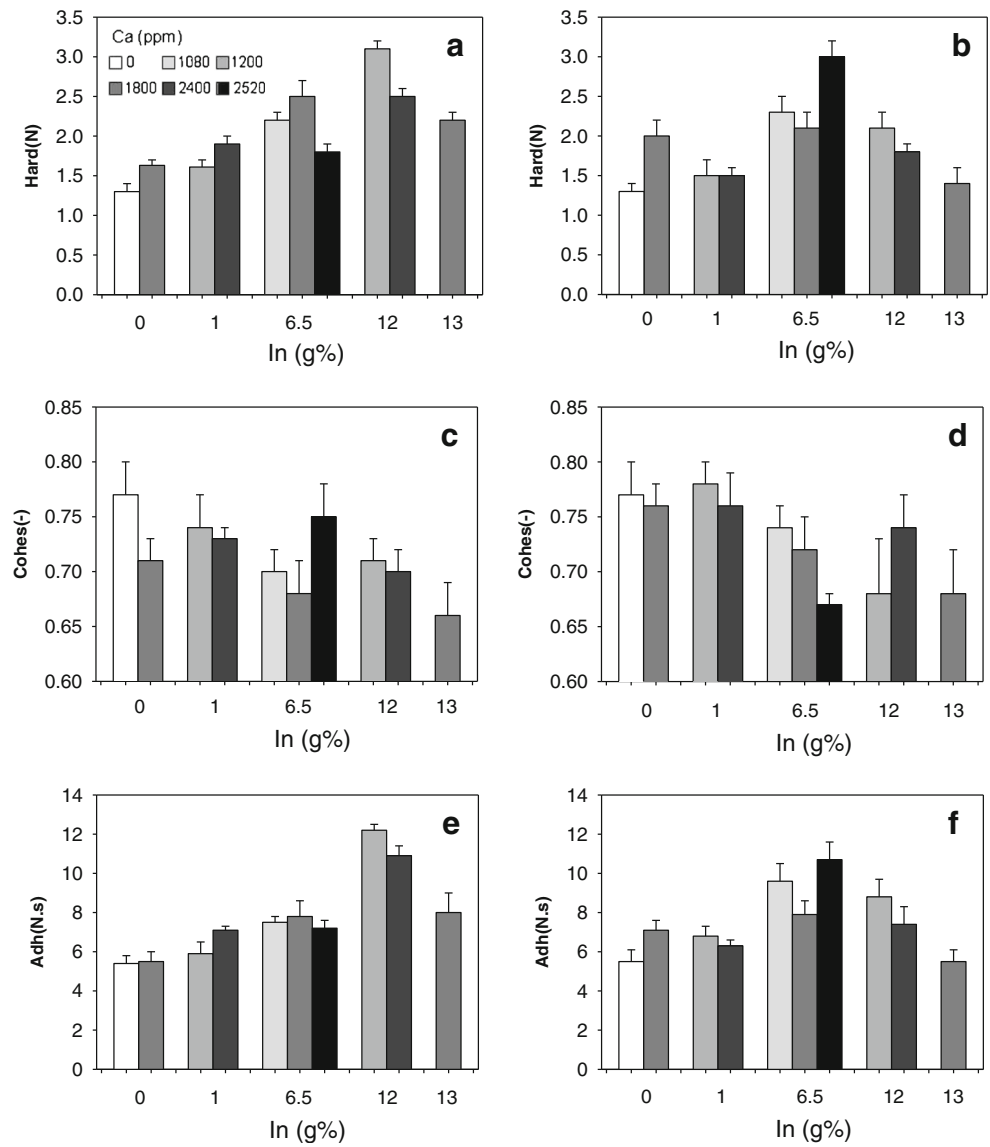 a
Ca (ppm)
0 1080 1200
1800 2400 2520
Hard(N)
3.5
3.0
2.5
2.0
1.5
1.0
0.5
0.0
0 1 6.5 12 13
In (g%)
b
Hard(N)
3.5
3.0
2.5
2.0
1.5
1.0
0.5
0.0
0 1 6.5 12 13
In (g%)
c
Cohes(-)
0.85
0.80
0.75
0.70
0.65
0.60
0 1 6.5 12 13
In (g%)
d
Cohes(-)
0.85
0.80
0.75
0.70
0.65
0.60
0 1 6.5 12 13
In (g%)
e
Adh(N.s)
14
12
10
8
6
4
2
0
0 1 6.5 12 13
In (g%)
f
Adh(N.s)
14
12
10
8
6
4
2
0
0 1 6.5 12 13
In (g%)